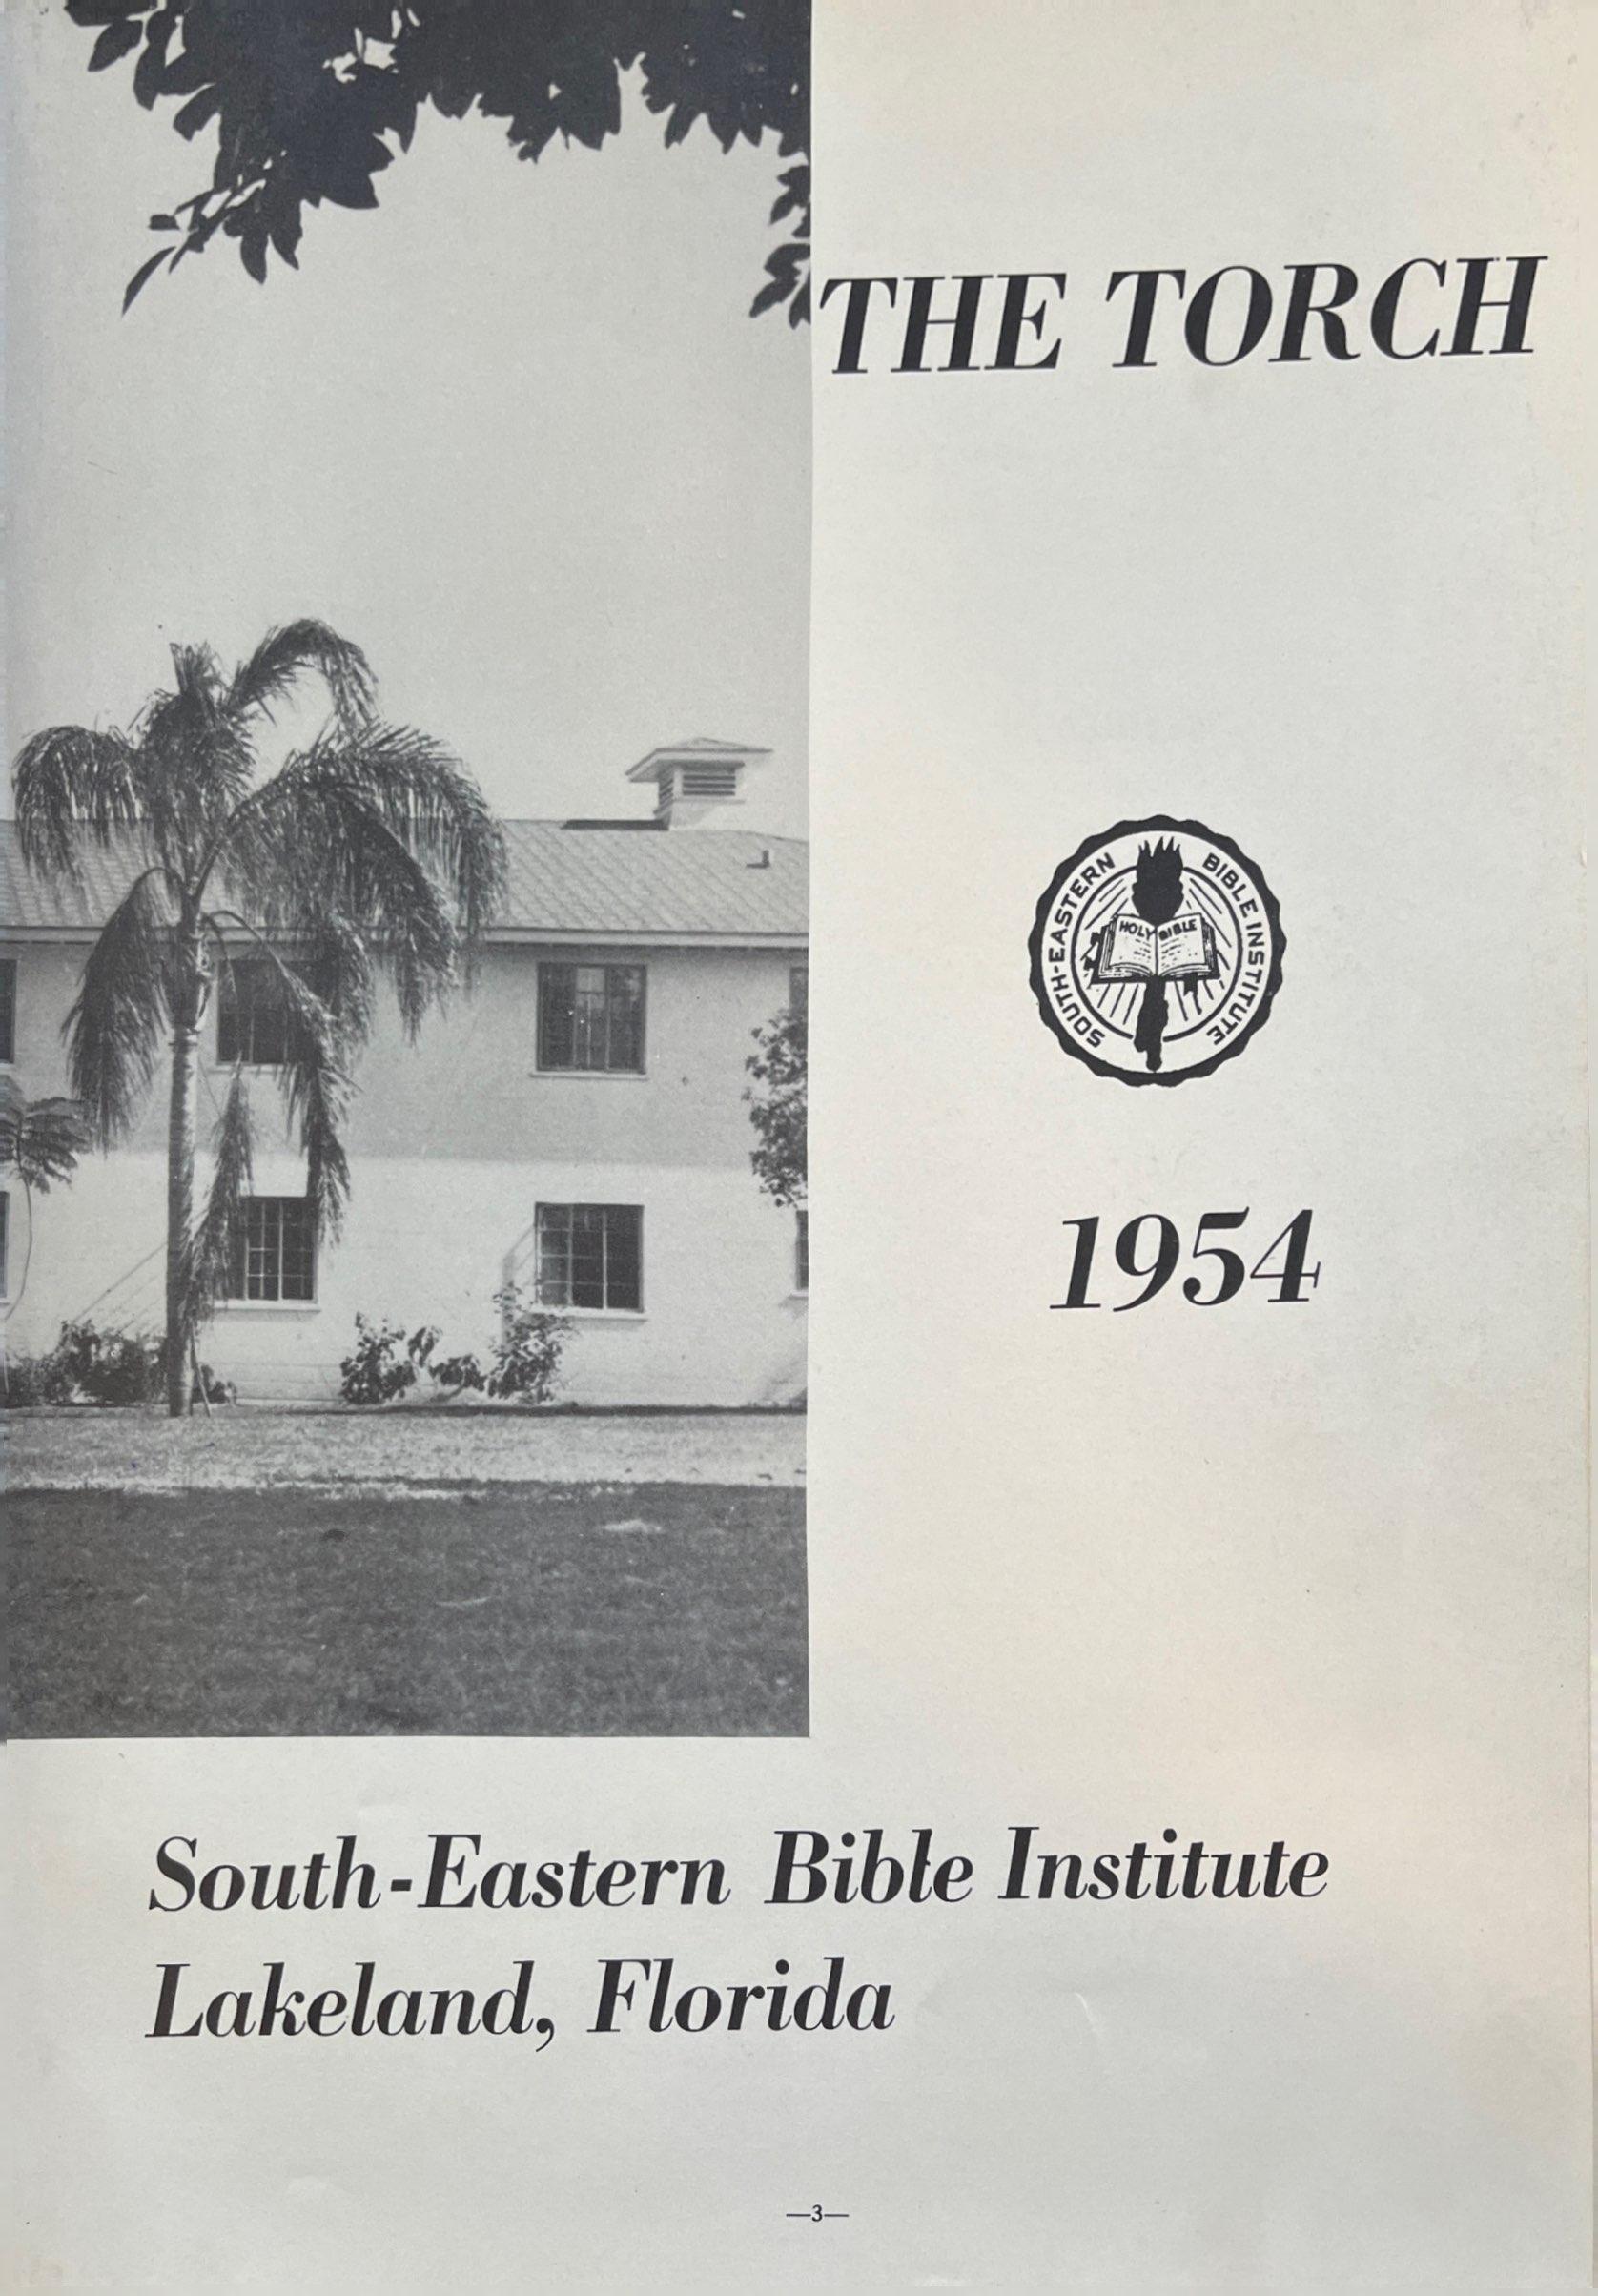 THE TORCH
SOUTH-EASTERN BIBLE INSTITUTE
HOLY BIBLE
1954
South-Eastern Bible Institute
Lakeland, Florida
—3—